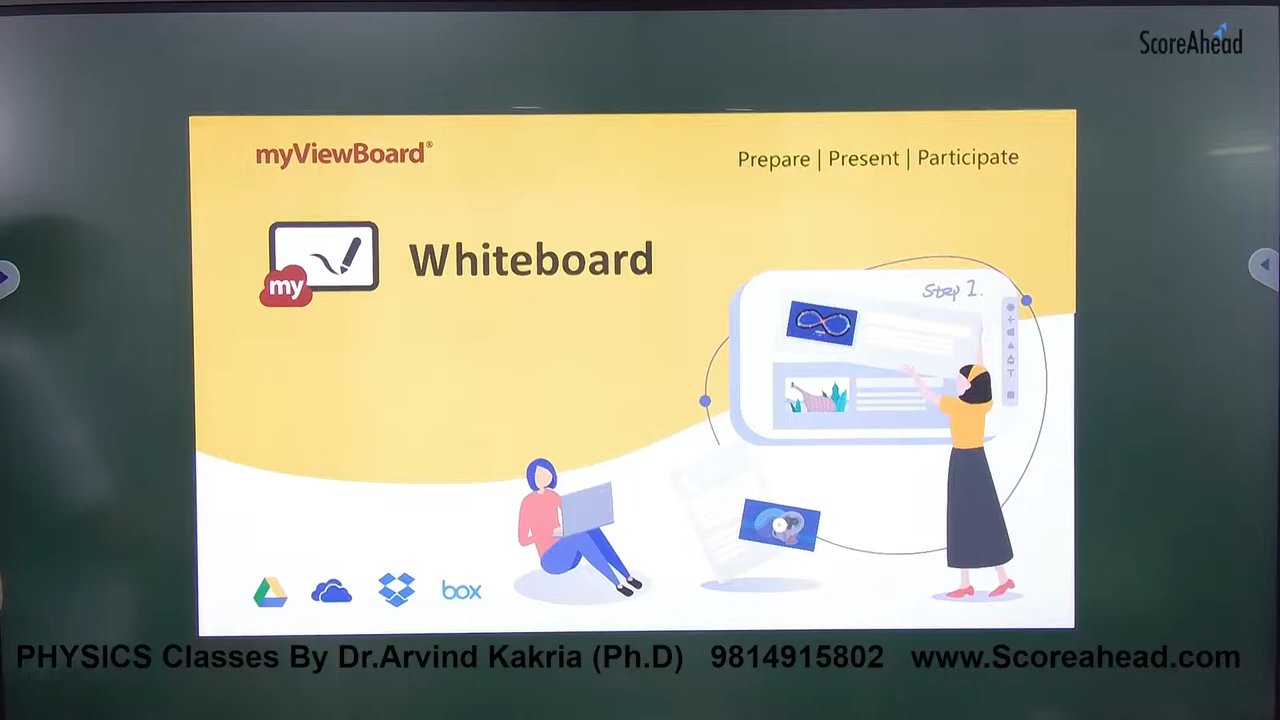 ScoreAhead
myViewBoard®
Prepare | Present | Participate
my
Whiteboard
Step 1.
box
PHYSICS Classes By Dr.Arvind Kakria (Ph.D) 9814915802 www.Scoreahead.com